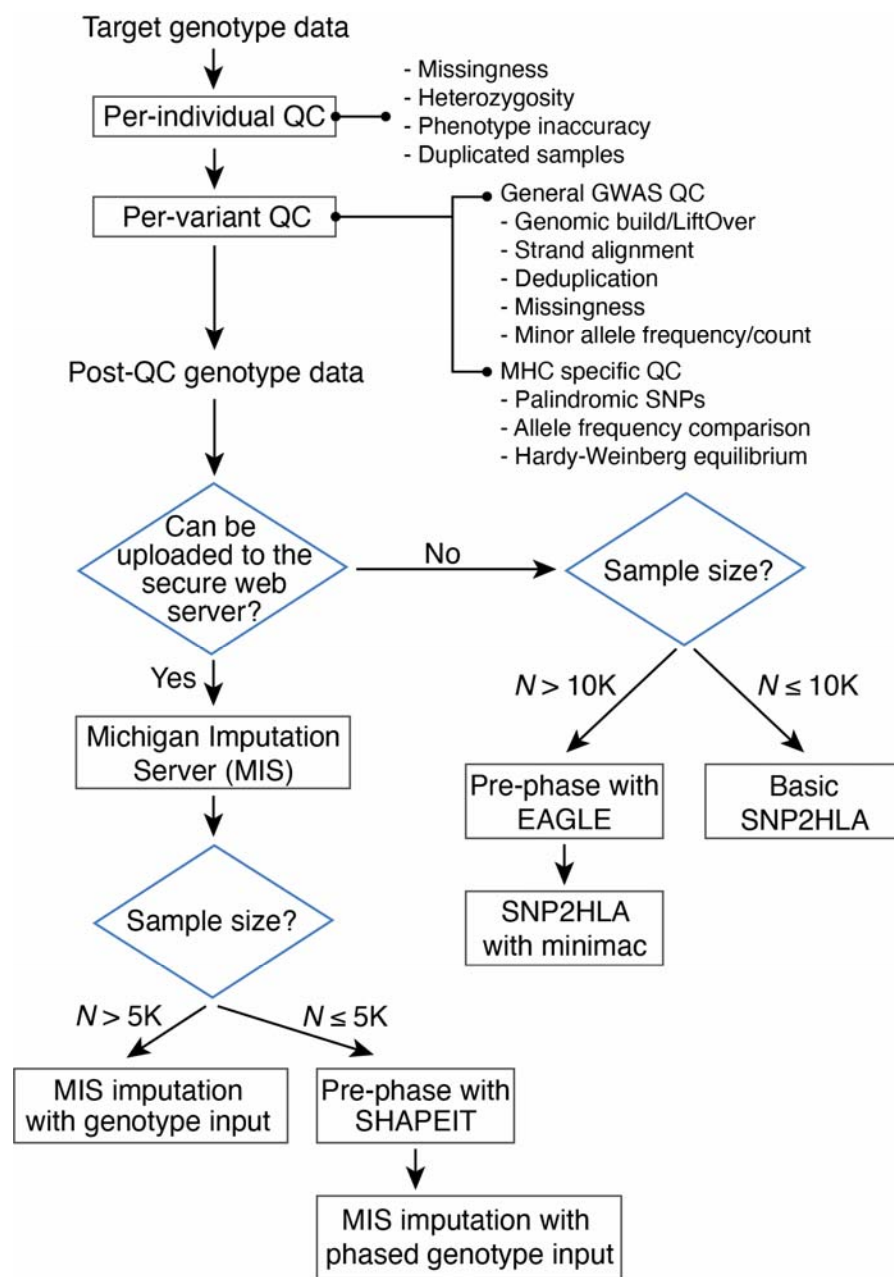 Target genotype data
Per-individual QC
- Missingness
- Heterozygosity
- Phenotype inaccuracy
- Duplicated samples
Per-variant QC
General GWAS QC
- Genomic build/LiftOver
- Strand alignment
- Deduplication
- Missingness
- Minor allele frequency/count
MHC specific QC
- Palindromic SNPs
- Allele frequency comparison
- Hardy-Weinberg equilibrium
Post-QC genotype data
Can be
uploaded to the
secure web
server?
No
Sample size?
Yes
N > 10K
N ≤ 10K
Michigan Imputation
Server (MIS)
Pre-phase with
EAGLE
Basic
SNP2HLA
SNP2HLA
with minimac
Sample size?
N > 5K
N ≤ 5K
MIS imputation
with genotype input
Pre-phase with
SHAPEIT
MIS imputation with
phased genotype input